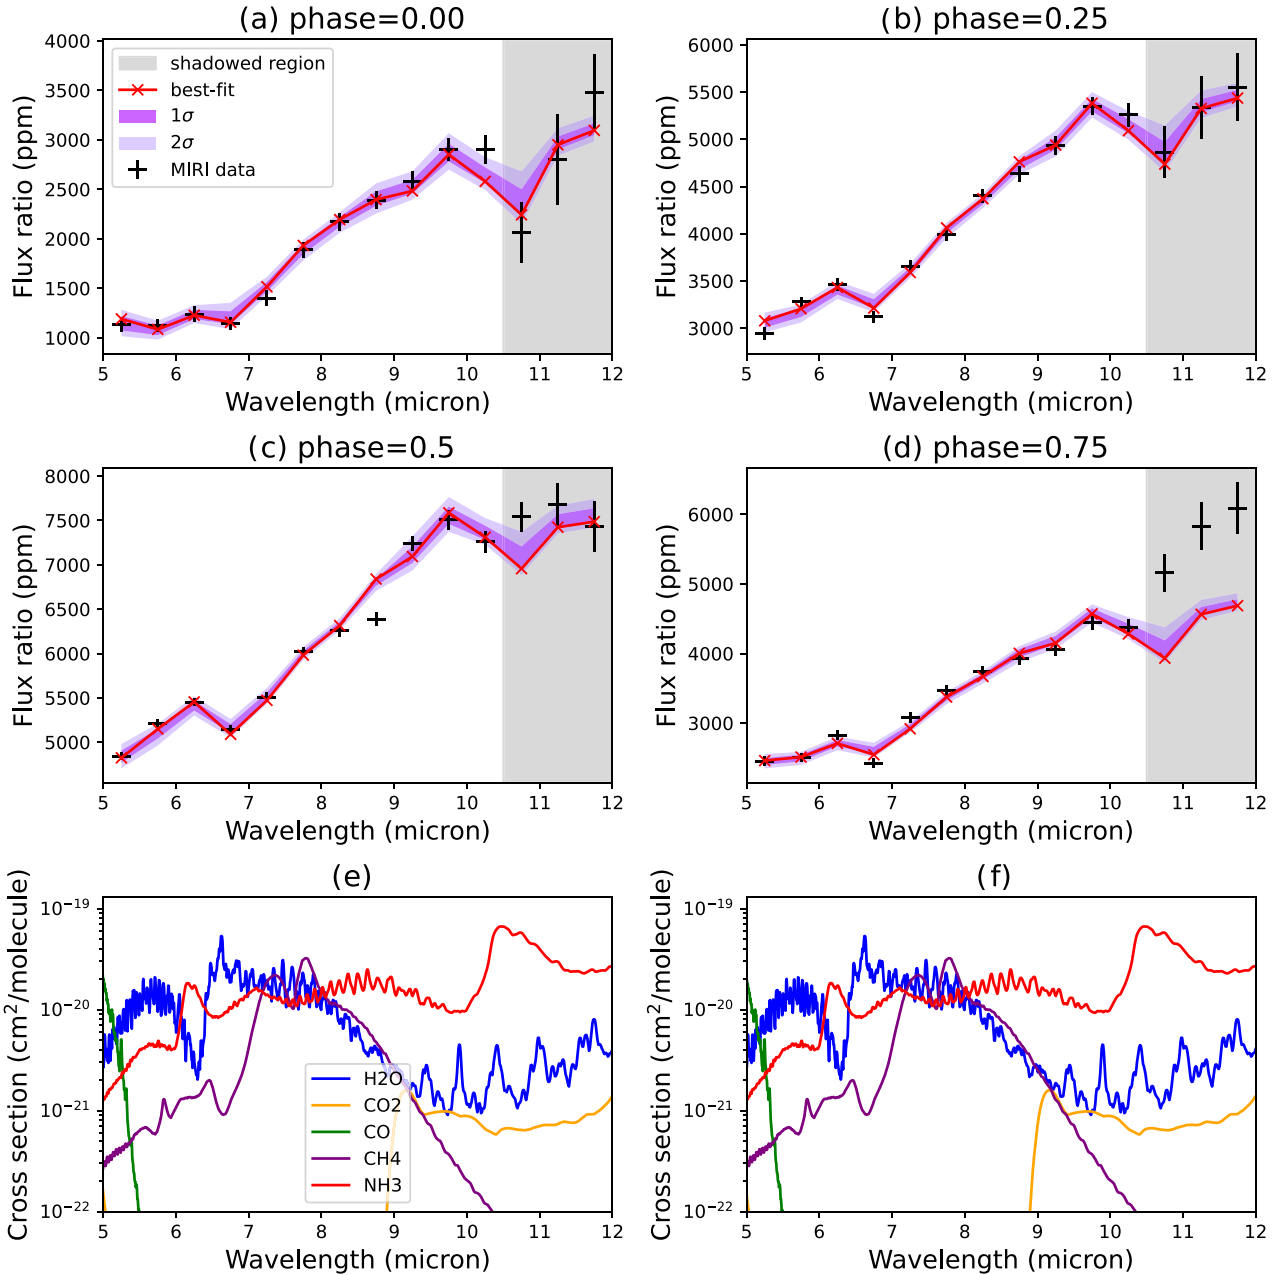 (a) phase=0.00
4000
3500
3000
2500
2000
1500
1000
Flux ratio (ppm)
shadowed region
best-fit
1σ
2σ
MIRI data
5 6 7 8 9 10 11 12
Wavelength (micron)
(b) phase=0.25
6000
5500
5000
4500
4000
3500
3000
Flux ratio (ppm)
5 6 7 8 9 10 11 12
Wavelength (micron)
(c) phase=0.5
8000
7500
7000
6500
6000
5500
5000
Flux ratio (ppm)
5 6 7 8 9 10 11 12
Wavelength (micron)
(d) phase=0.75
6000
5000
4000
3000
Flux ratio (ppm)
5 6 7 8 9 10 11 12
Wavelength (micron)
(e)
10⁻¹⁹
10⁻²⁰
10⁻²¹
10⁻²²
Cross section (cm²/molecule)
H2O
CO2
CO
CH4
NH3
5 6 7 8 9 10 11 12
Wavelength (micron)
(f)
10⁻¹⁹
10⁻²⁰
10⁻²¹
10⁻²²
Cross section (cm²/molecule)
5 6 7 8 9 10 11 12
Wavelength (micron)